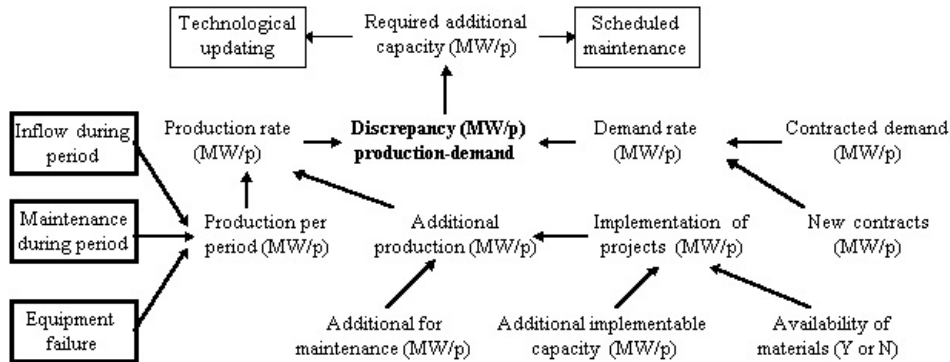 Technological
updating
Required additional
capacity (MW/p)
Scheduled
maintenance
Inflow during
period
Production rate
(MW/p)
Discrepancy (MW/p)
production-demand
Demand rate
(MW/p)
Contracted demand
(MW/p)
Maintenance
during period
Production per
period (MW/p)
Additional
production (MW/p)
Implementation of
projects (MW/p)
New contracts
(MW/p)
Equipment
failure
Additional for
maintenance (MW/p)
Additional implementable
capacity (MW/p)
Availability of
materials (Y or N)